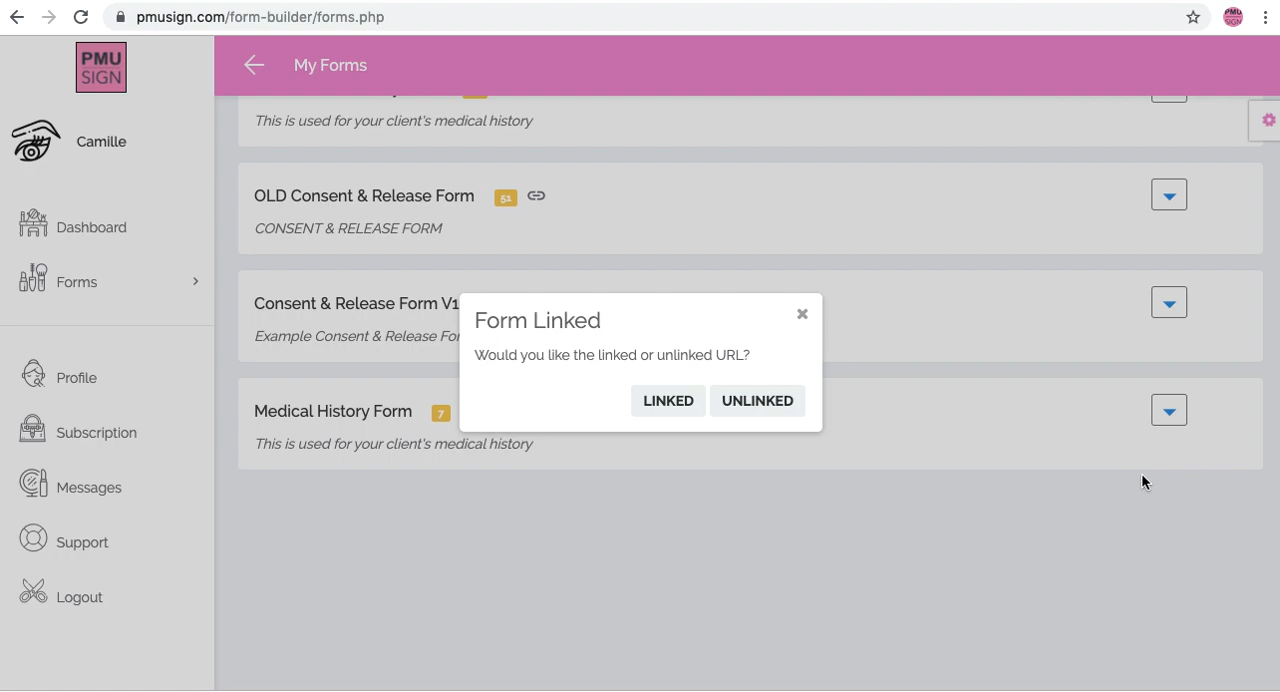 pmusign.com/form-builder/forms.php
PMU
SIGN
PMU
SIGN
My Forms
Camille
Dashboard
Forms
Profile
Subscription
Messages
Support
Logout
This is used for your client's medical history
OLD Consent & Release Form 51
CONSENT & RELEASE FORM
Consent & Release Form V1
Example Consent & Release For
Medical History Form 7
This is used for your client's medical history
Form Linked
Would you like the linked or unlinked URL?
LINKED UNLINKED